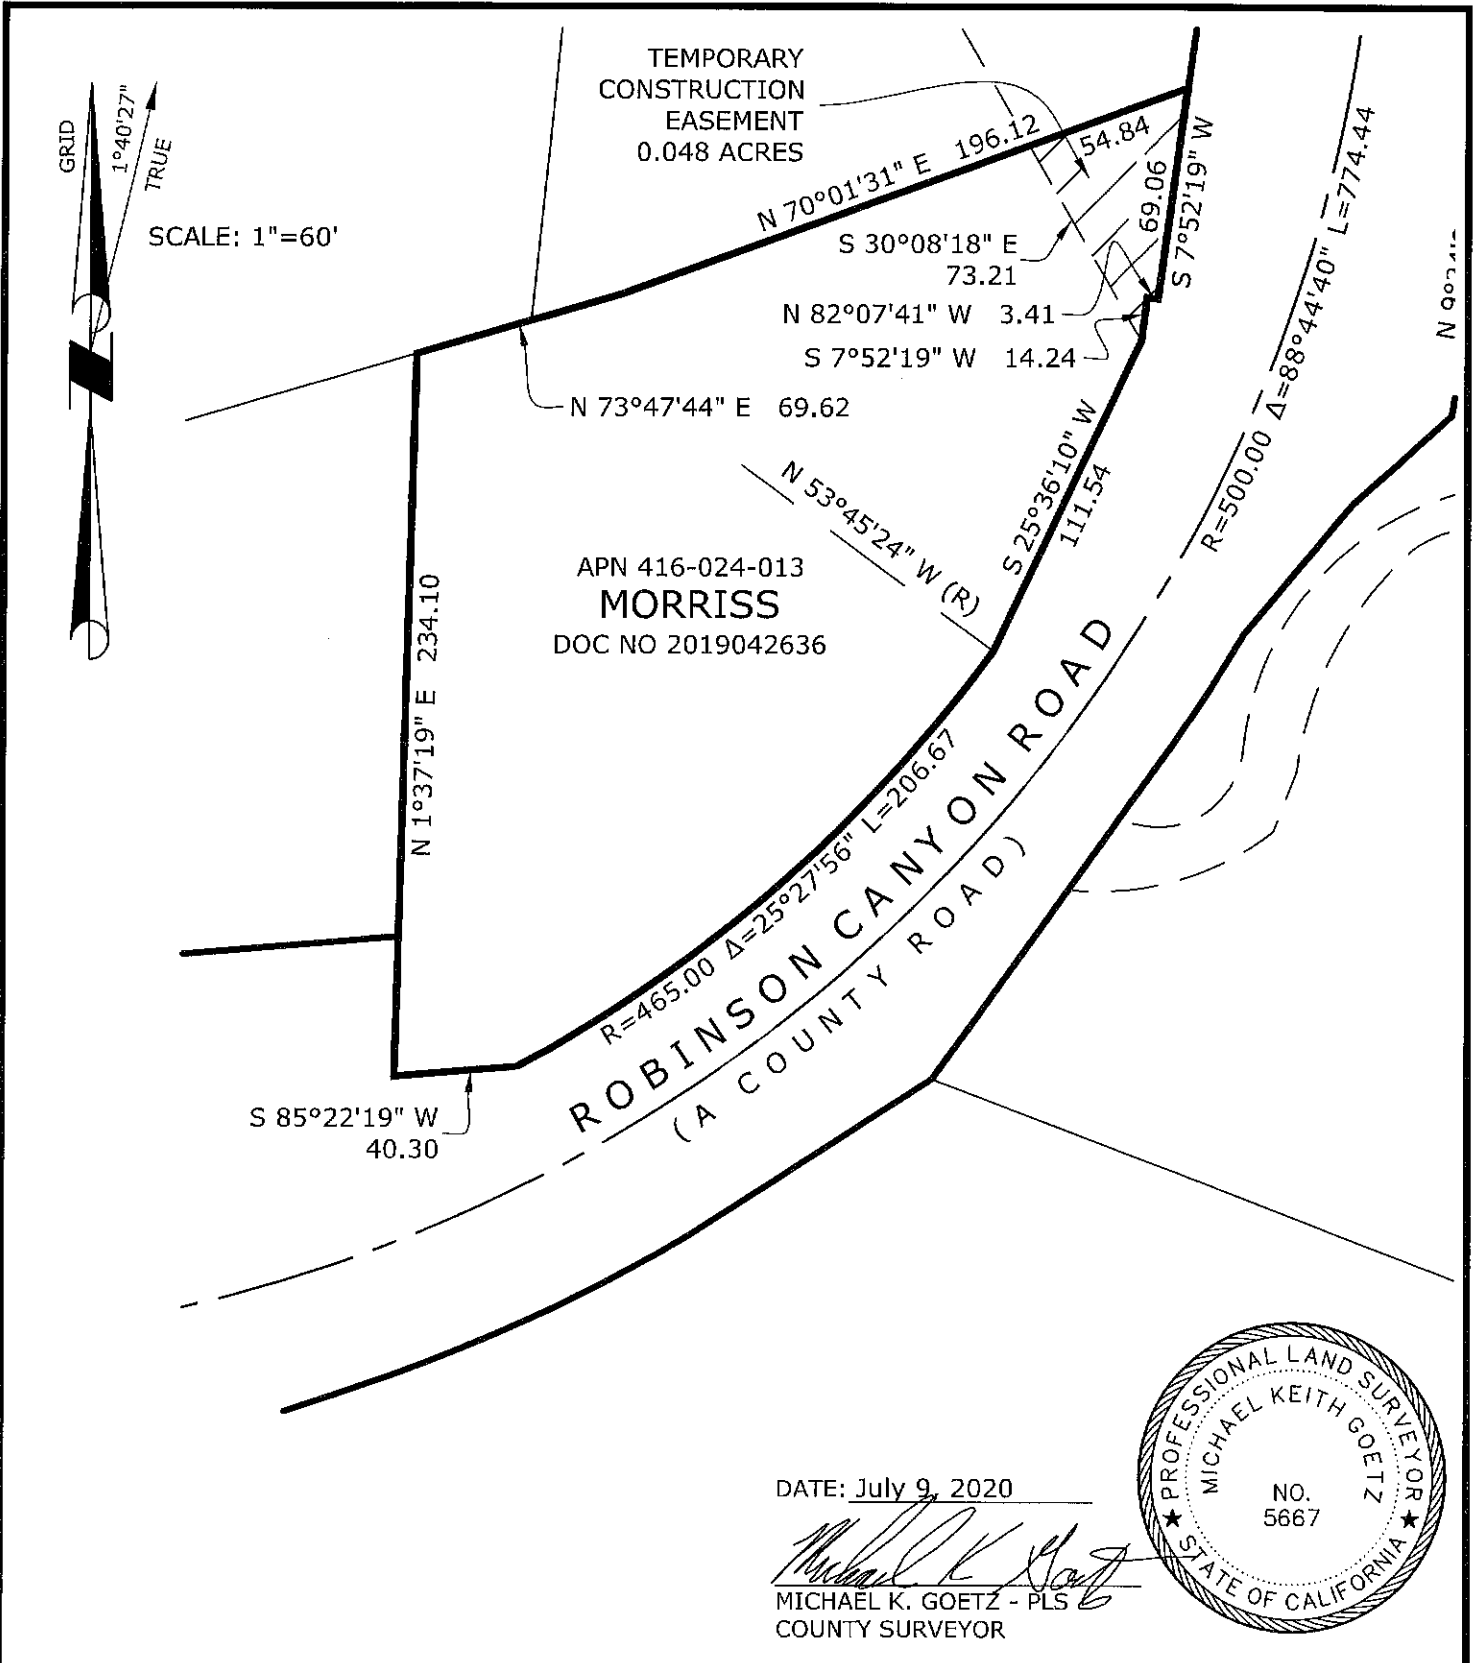 TEMPORARY
CONSTRUCTION
EASEMENT
0.048 ACRES
GRID
1°40'27"
TRUE
SCALE: 1"=60'
N 70°01'31" E 196.12
54.84
69.06
S 7°52'19" W
S 30°08'18" E
73.21
N 82°07'41" W 3.41
S 7°52'19" W 14.24
N 73°47'44" E 69.62
R=500.00 Δ=88°44'40" L=774.44
S 25°36'10" W
111.54
N 53°45'24" W (R)
APN 416-024-013
MORRISS
DOC NO 2019042636
N 1°37'19" E 234.10
R=465.00 Δ=25°27'56" L=206.67
ROBINSON CANYON ROAD
(A COUNTY ROAD)
S 85°22'19" W
40.30
DATE: July 9, 2020
Michael K Goetz
MICHAEL K. GOETZ - PLS
COUNTY SURVEYOR
PROFESSIONAL LAND SURVEYOR
MICHAEL KEITH GOETZ
NO.
5667
STATE OF CALIFORNIA